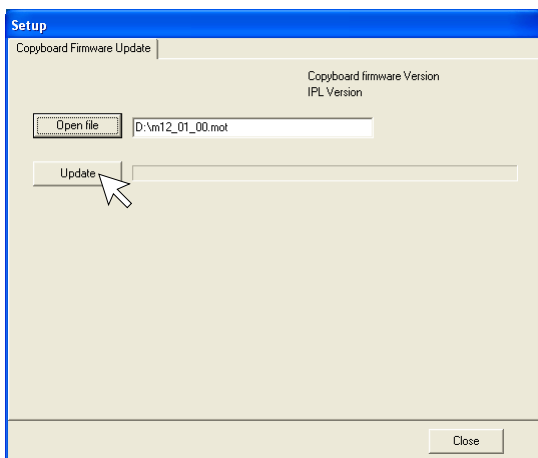 Setup
Copyboard Firmware Update
Copyboard firmware Version
IPL Version
Open file
D:\m12_01_00.mot
Update
Close